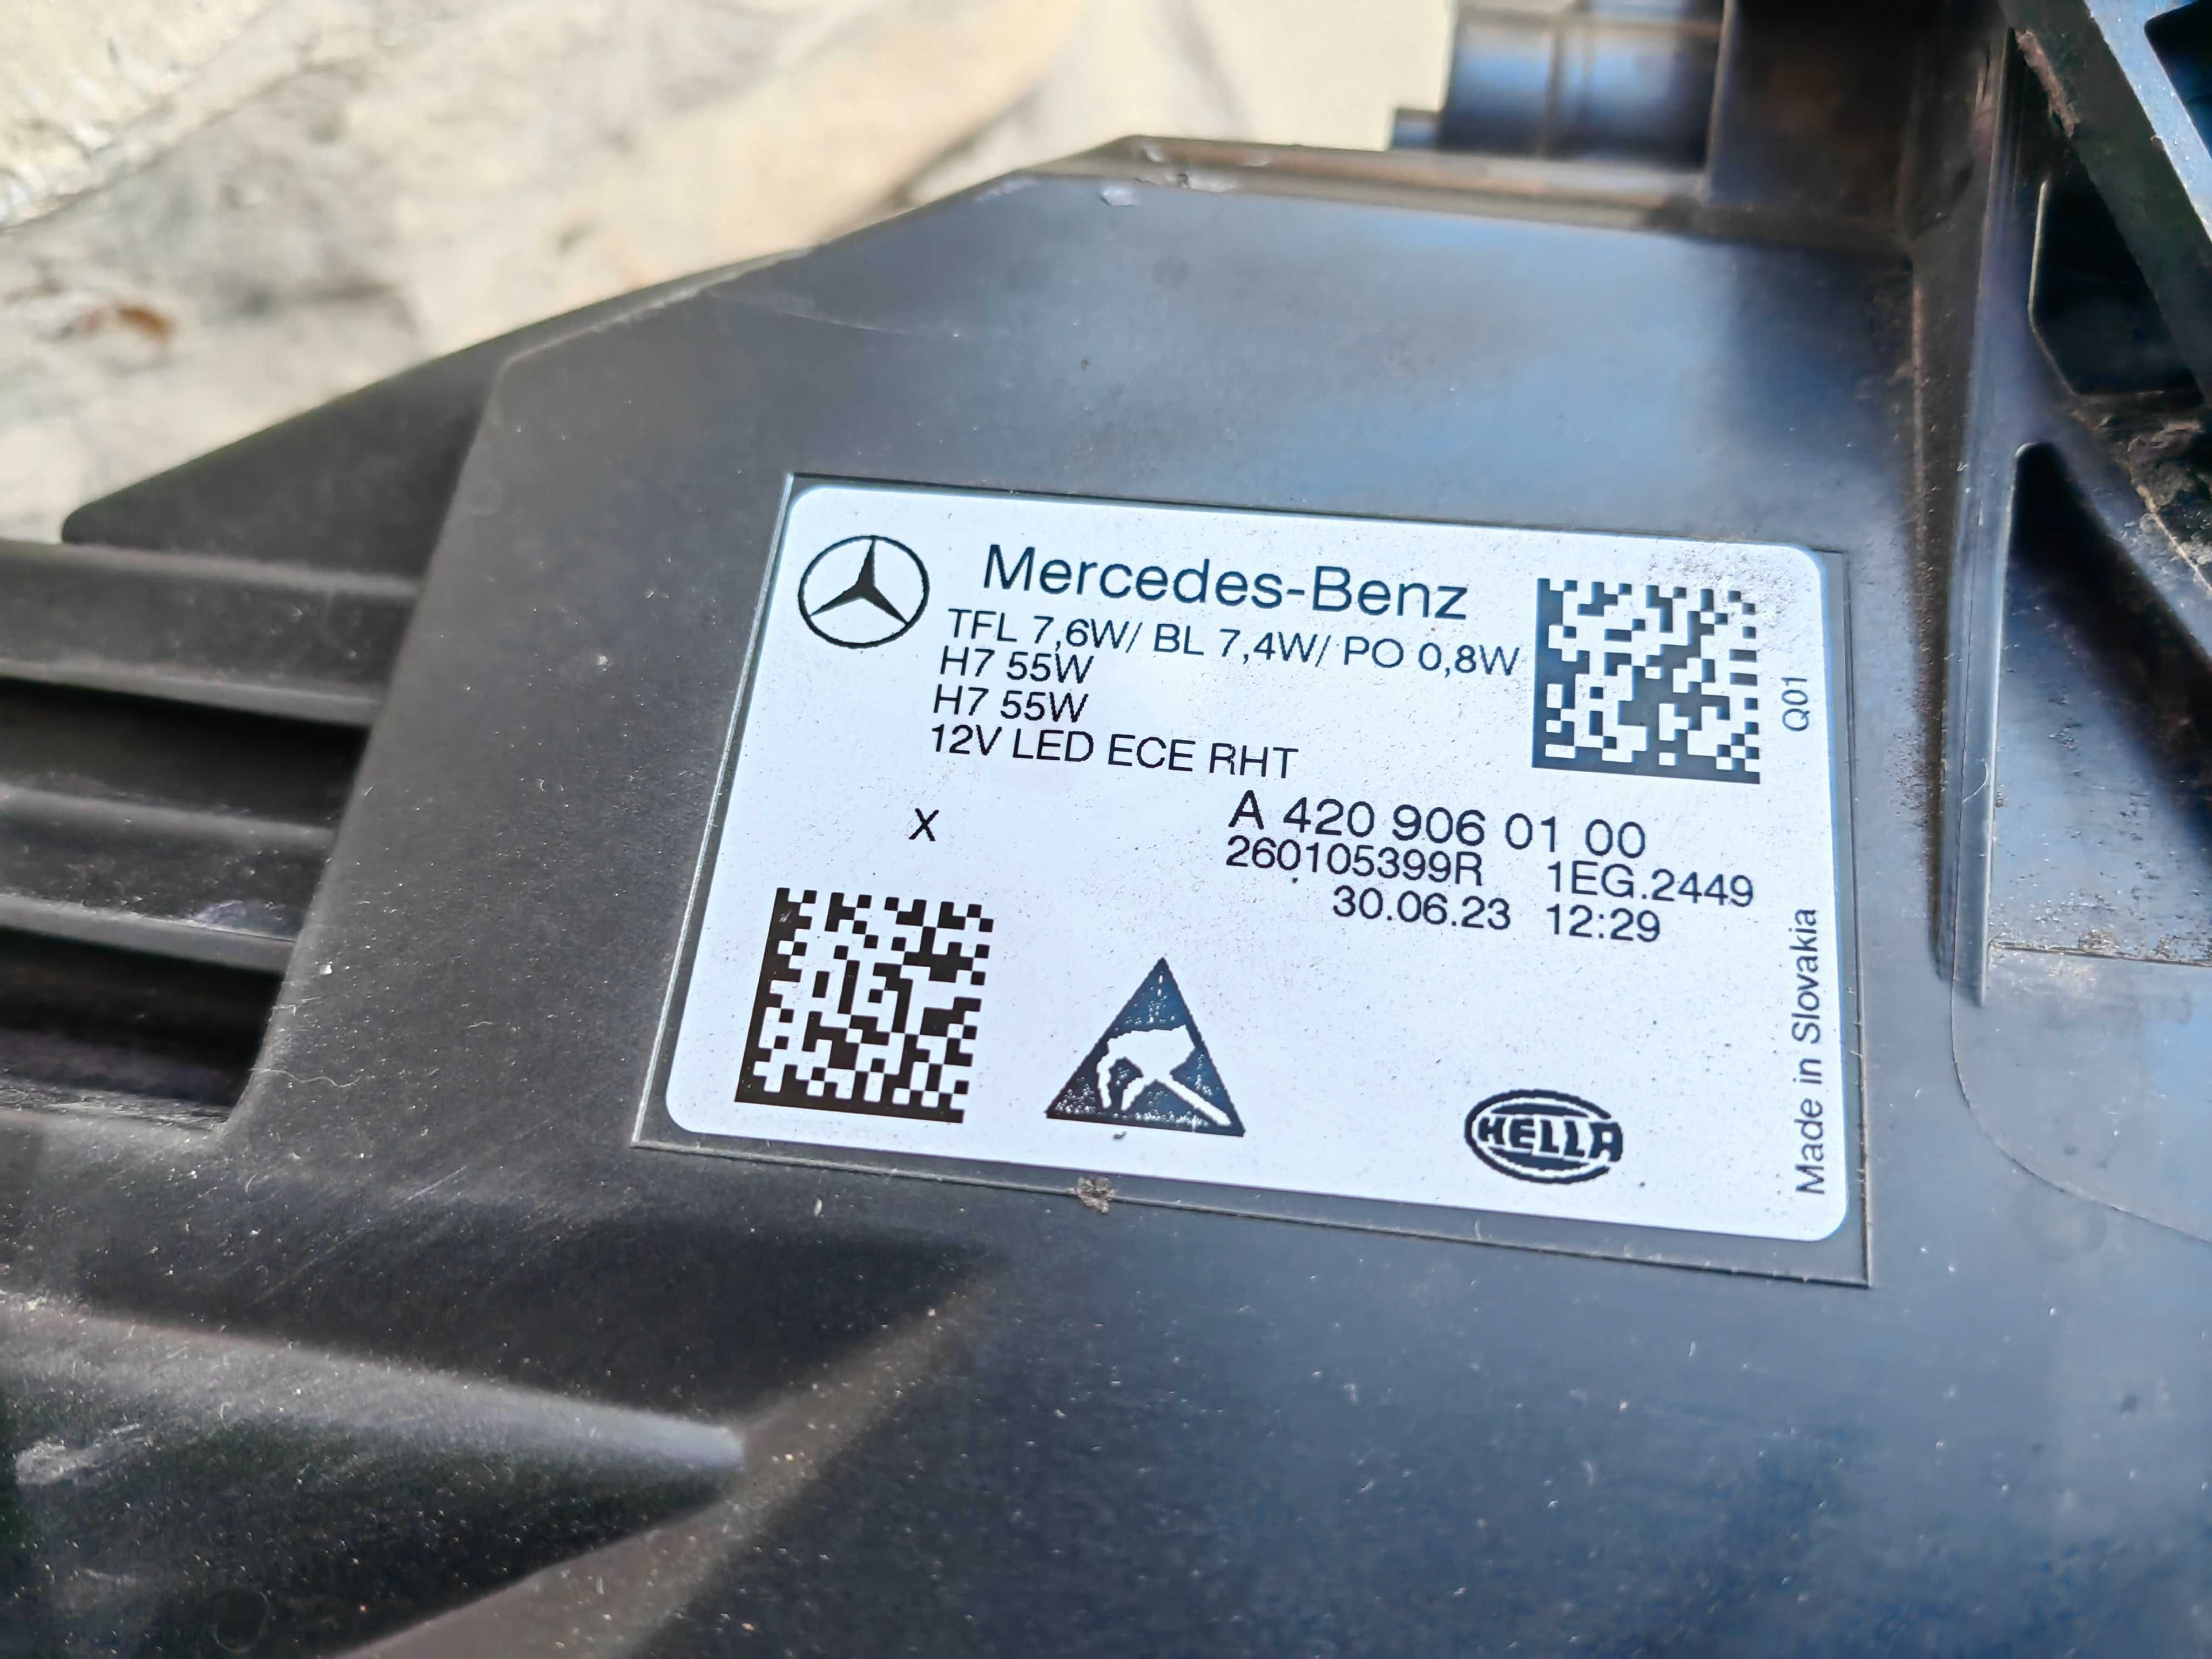 Mercedes-Benz
TFL 7,6W/ BL 7,4W/ PO 0,8W
H7 55W
H7 55W
12V LED ECE RHT
Q01
X
A 420 906 01 00
260105399R 1EG.2449
30.06.23 12:29
HELLA
Made in Slovakia